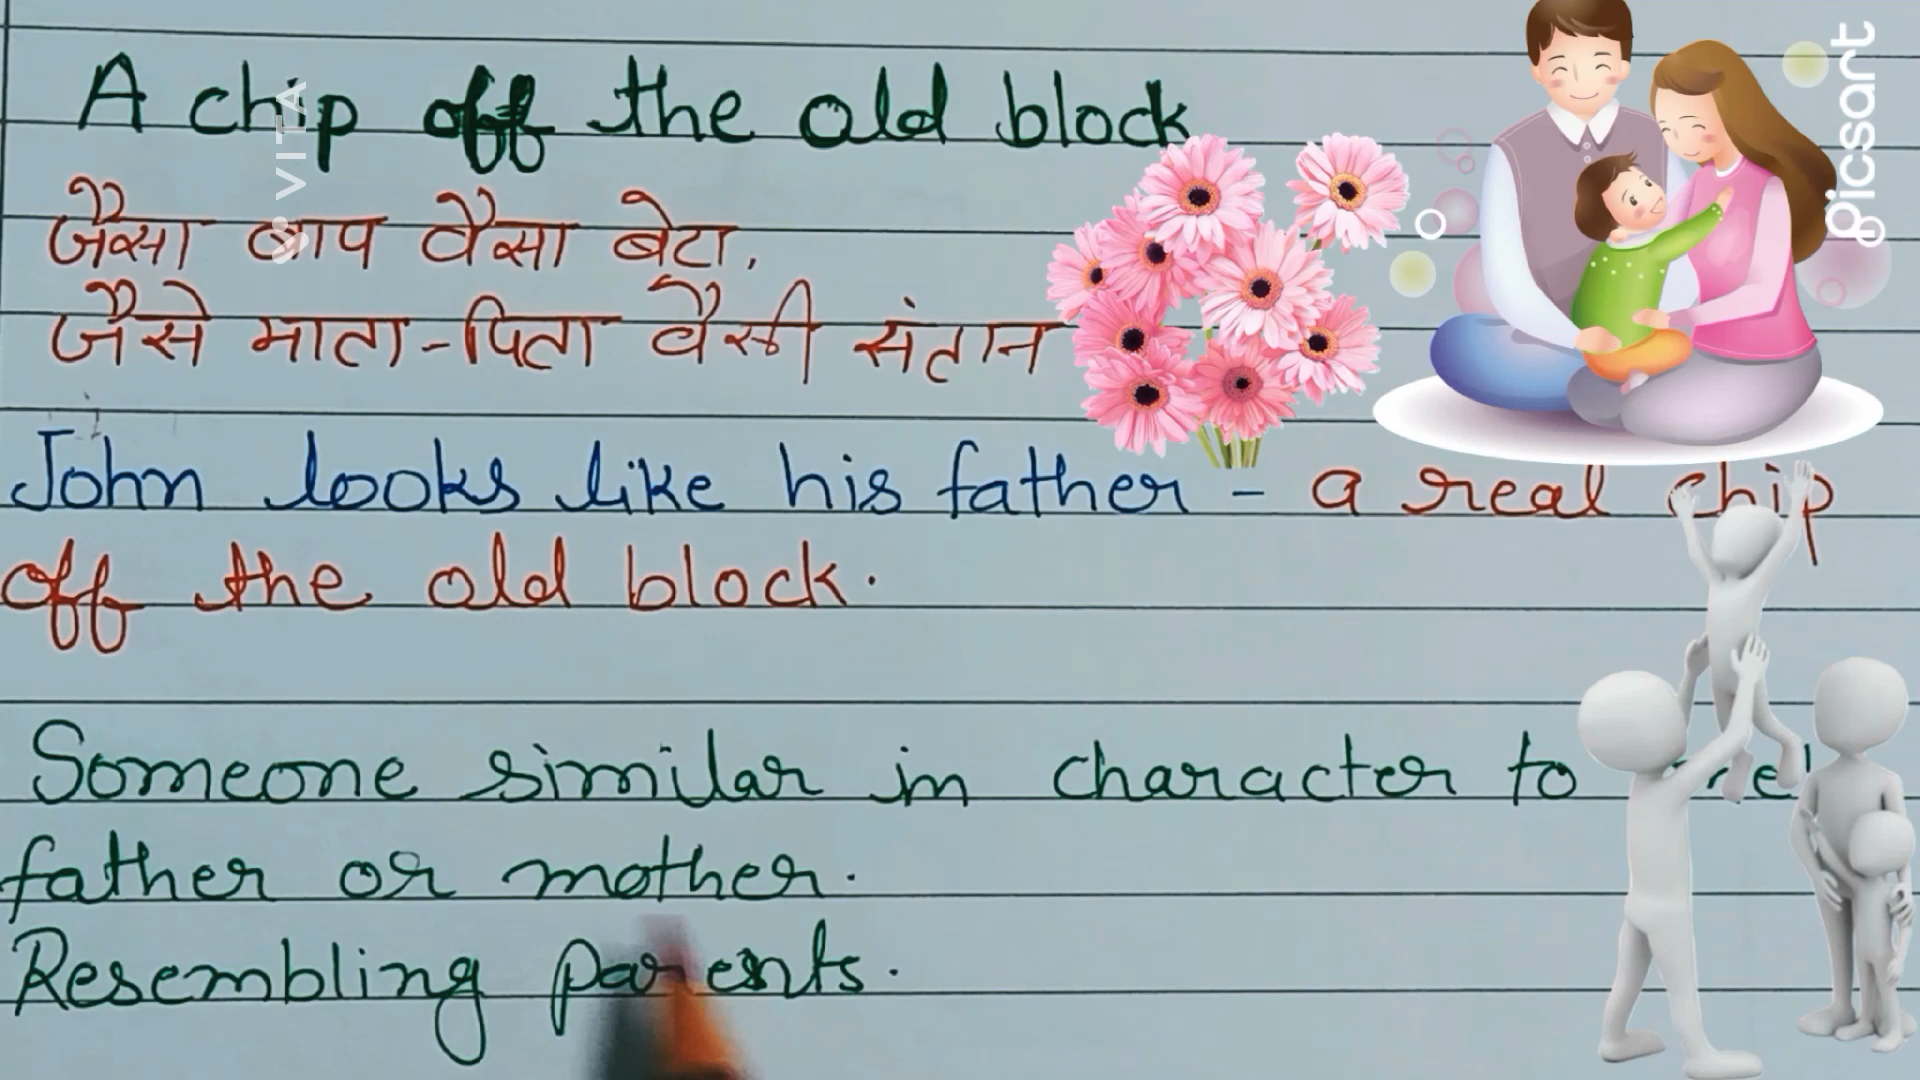 A chip off the old block
जैसा बाप वैसा बेटा,
जैसे माता-पिता वैसी संतान
John looks like his father - a real chip
off the old block.
Someone similar in character to
father or mother.
Resembling parents.
VITA
Picsart